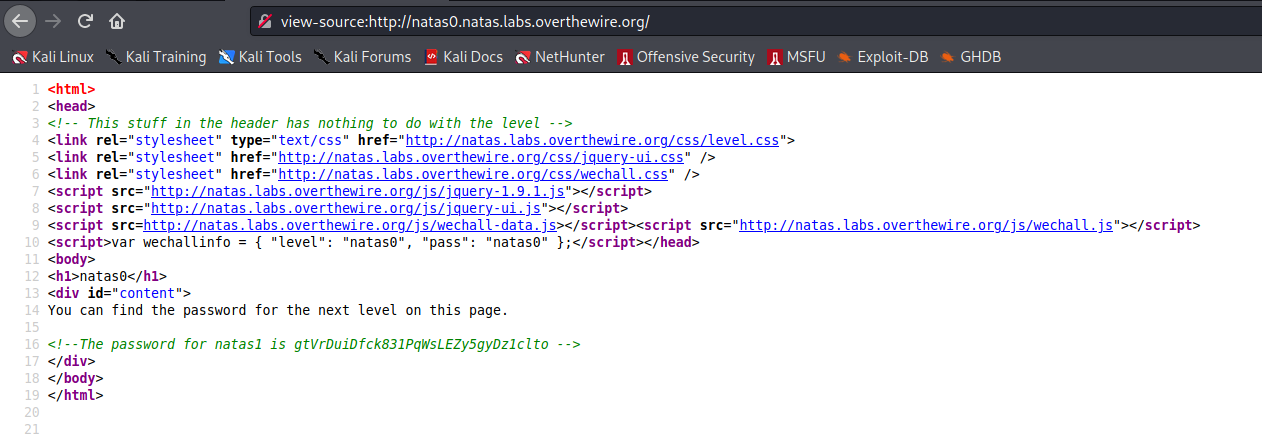 view-source:http://natas0.natas.labs.overthewire.org/
Kali Linux Kali Training Kali Tools Kali Forums Kali Docs NetHunter Offensive Security MSFU Exploit-DB GHDB
1 <html>
2 <head>
3 <!-- This stuff in the header has nothing to do with the level -->
4 <link rel="stylesheet" type="text/css" href="http://natas.labs.overthewire.org/css/level.css">
5 <link rel="stylesheet" href="http://natas.labs.overthewire.org/css/jquery-ui.css" />
6 <link rel="stylesheet" href="http://natas.labs.overthewire.org/css/wechall.css" />
7 <script src="http://natas.labs.overthewire.org/js/jquery-1.9.1.js"></script>
8 <script src="http://natas.labs.overthewire.org/js/jquery-ui.js"></script>
9 <script src=http://natas.labs.overthewire.org/js/wechall-data.js></script><script src="http://natas.labs.overthewire.org/js/wechall.js"></script>
10 <script>var wechallinfo = { "level": "natas0", "pass": "natas0" };</script></head>
11 <body>
12 <h1>natas0</h1>
13 <div id="content">
14 You can find the password for the next level on this page.
15
16 <!--The password for natas1 is gtVrDuiDfck831PqWsLEZy5gyDz1clto -->
17 </div>
18 </body>
19 </html>
20
21